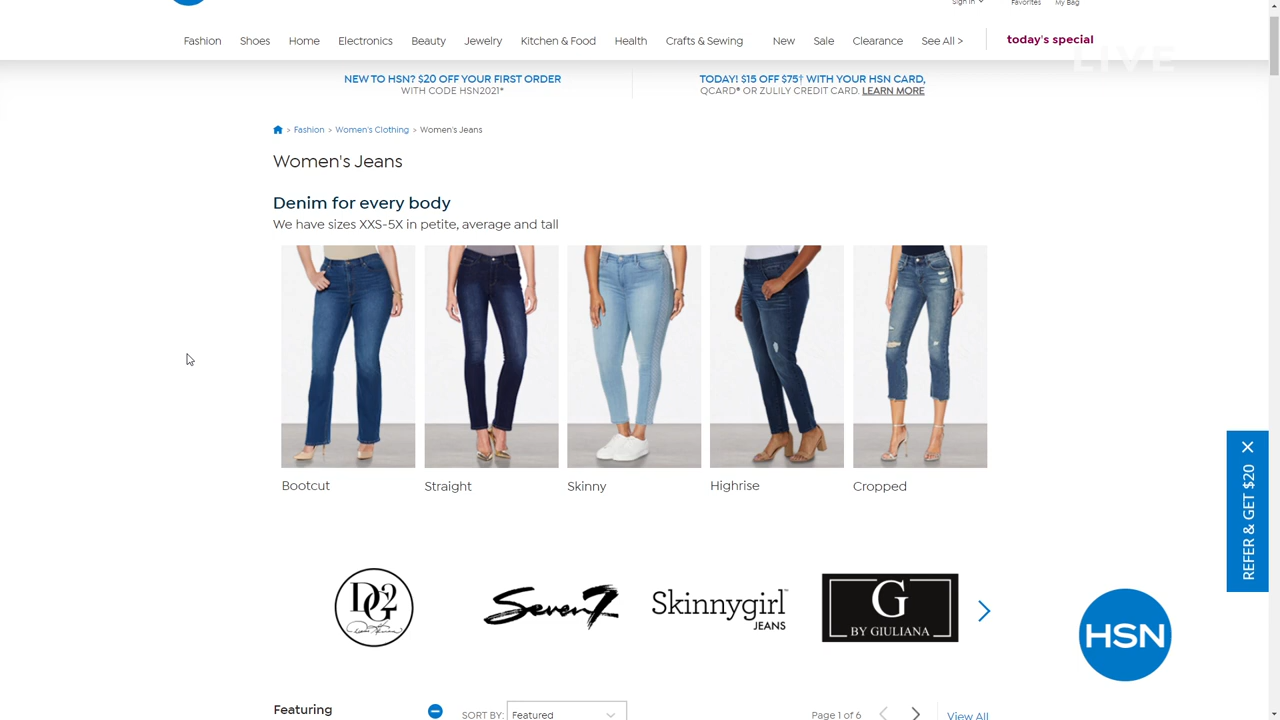 Sign In
Favorites
My Bag
Fashion
Shoes
Home
Electronics
Beauty
Jewelry
Kitchen & Food
Health
Crafts & Sewing
New
Sale
Clearance
See All >
today's special
LIVE
NEW TO HSN? $20 OFF YOUR FIRST ORDER
WITH CODE HSN2021*
TODAY! $15 OFF $75† WITH YOUR HSN CARD,
QCARD® OR ZULILY CREDIT CARD. LEARN MORE
> Fashion > Women's Clothing > Women's Jeans
Women's Jeans
Denim for every body
We have sizes XXS-5X in petite, average and tall
Bootcut
Straight
Skinny
Highrise
Cropped
REFER & GET $20
DG2
Seven7
Skinnygirl™
JEANS
G
BY GIULIANA
HSN
Featuring
SORT BY:
Featured
Page 1 of 6
View All